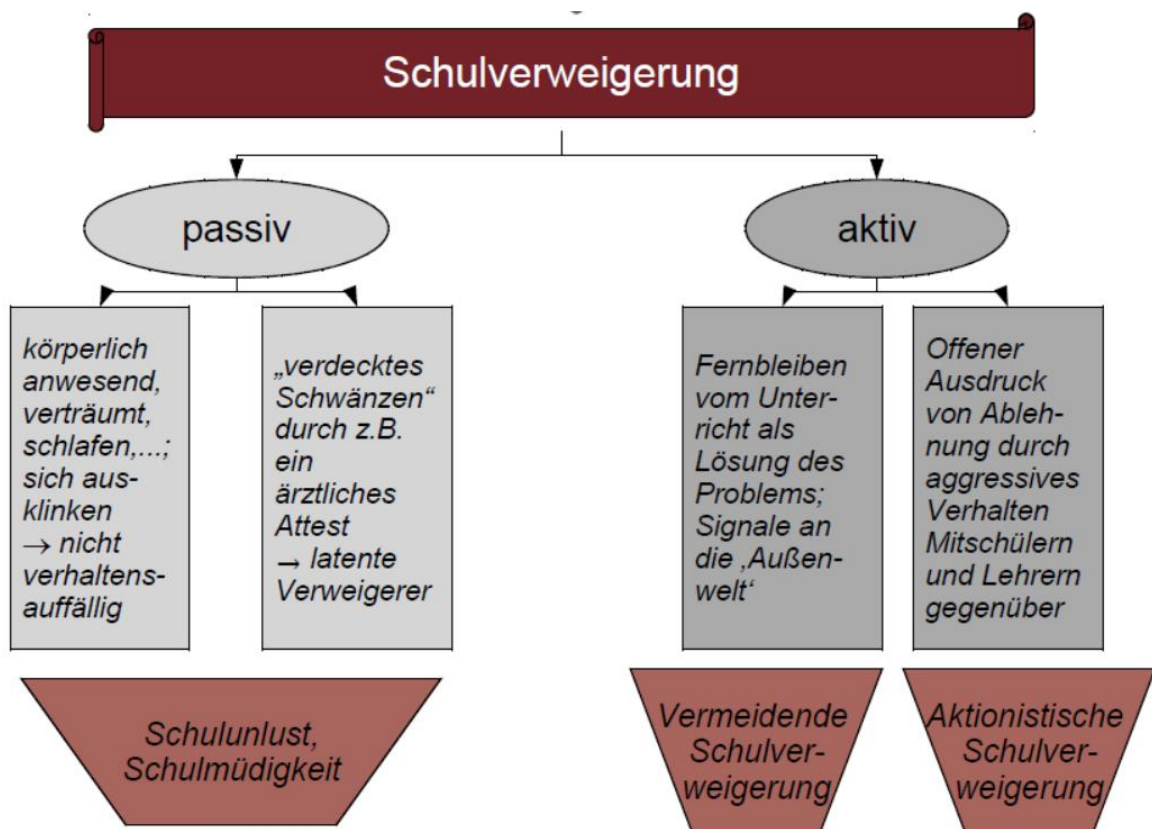 Schulverweigerung
passiv
aktiv
körperlich
anwesend,
verträumt,
schlafen,...;
sich aus-
klinken
→ nicht
verhaltens-
auffällig
„verdecktes
Schwänzen“
durch z.B.
ein
ärztliches
Attest
→ latente
Verweigerer
Fernbleiben
vom Unter-
richt als
Lösung des
Problems;
Signale an
die ‚Außen-
welt‘
Offener
Ausdruck
von Ableh-
nung durch
aggressives
Verhalten
Mitschülern
und Lehrern
gegenüber
Schulunlust,
Schulmüdigkeit
Vermeidende
Schulver-
weigerung
Aktionistische
Schulver-
weigerung